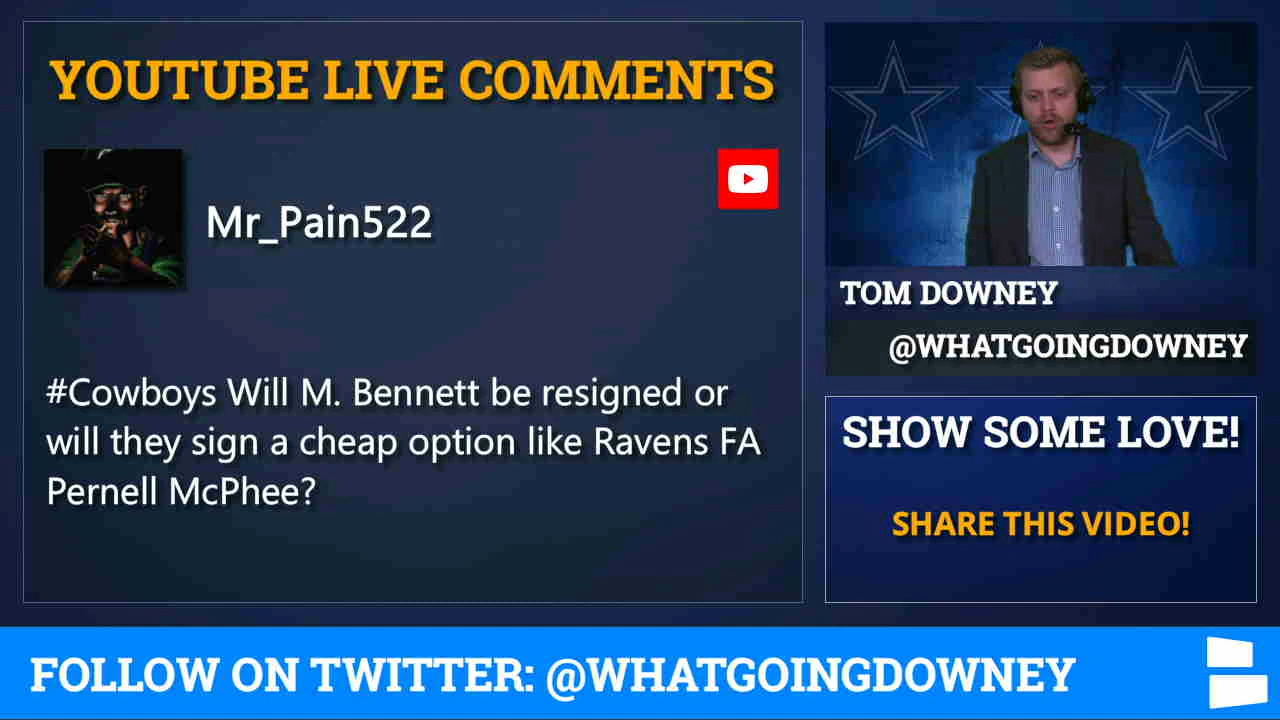 YOUTUBE LIVE COMMENTS
Mr_Pain522
#Cowboys Will M. Bennett be resigned or
will they sign a cheap option like Ravens FA
Pernell McPhee?
TOM DOWNEY
@WHATGOINGDOWNEY
SHOW SOME LOVE!
SHARE THIS VIDEO!
FOLLOW ON TWITTER: @WHATGOINGDOWNEY